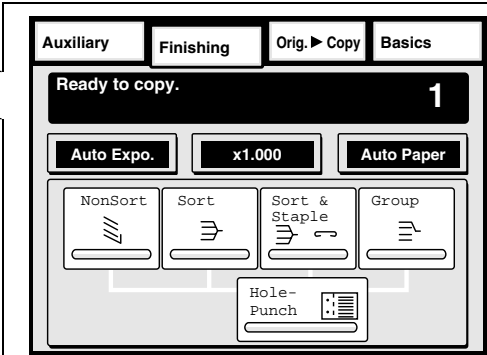 Auxiliary
Finishing
Orig.▶Copy
Basics
Ready to copy.
1
Auto Expo.
x1.000
Auto Paper
NonSort
Sort
Sort &
Staple
Group
Hole-
Punch